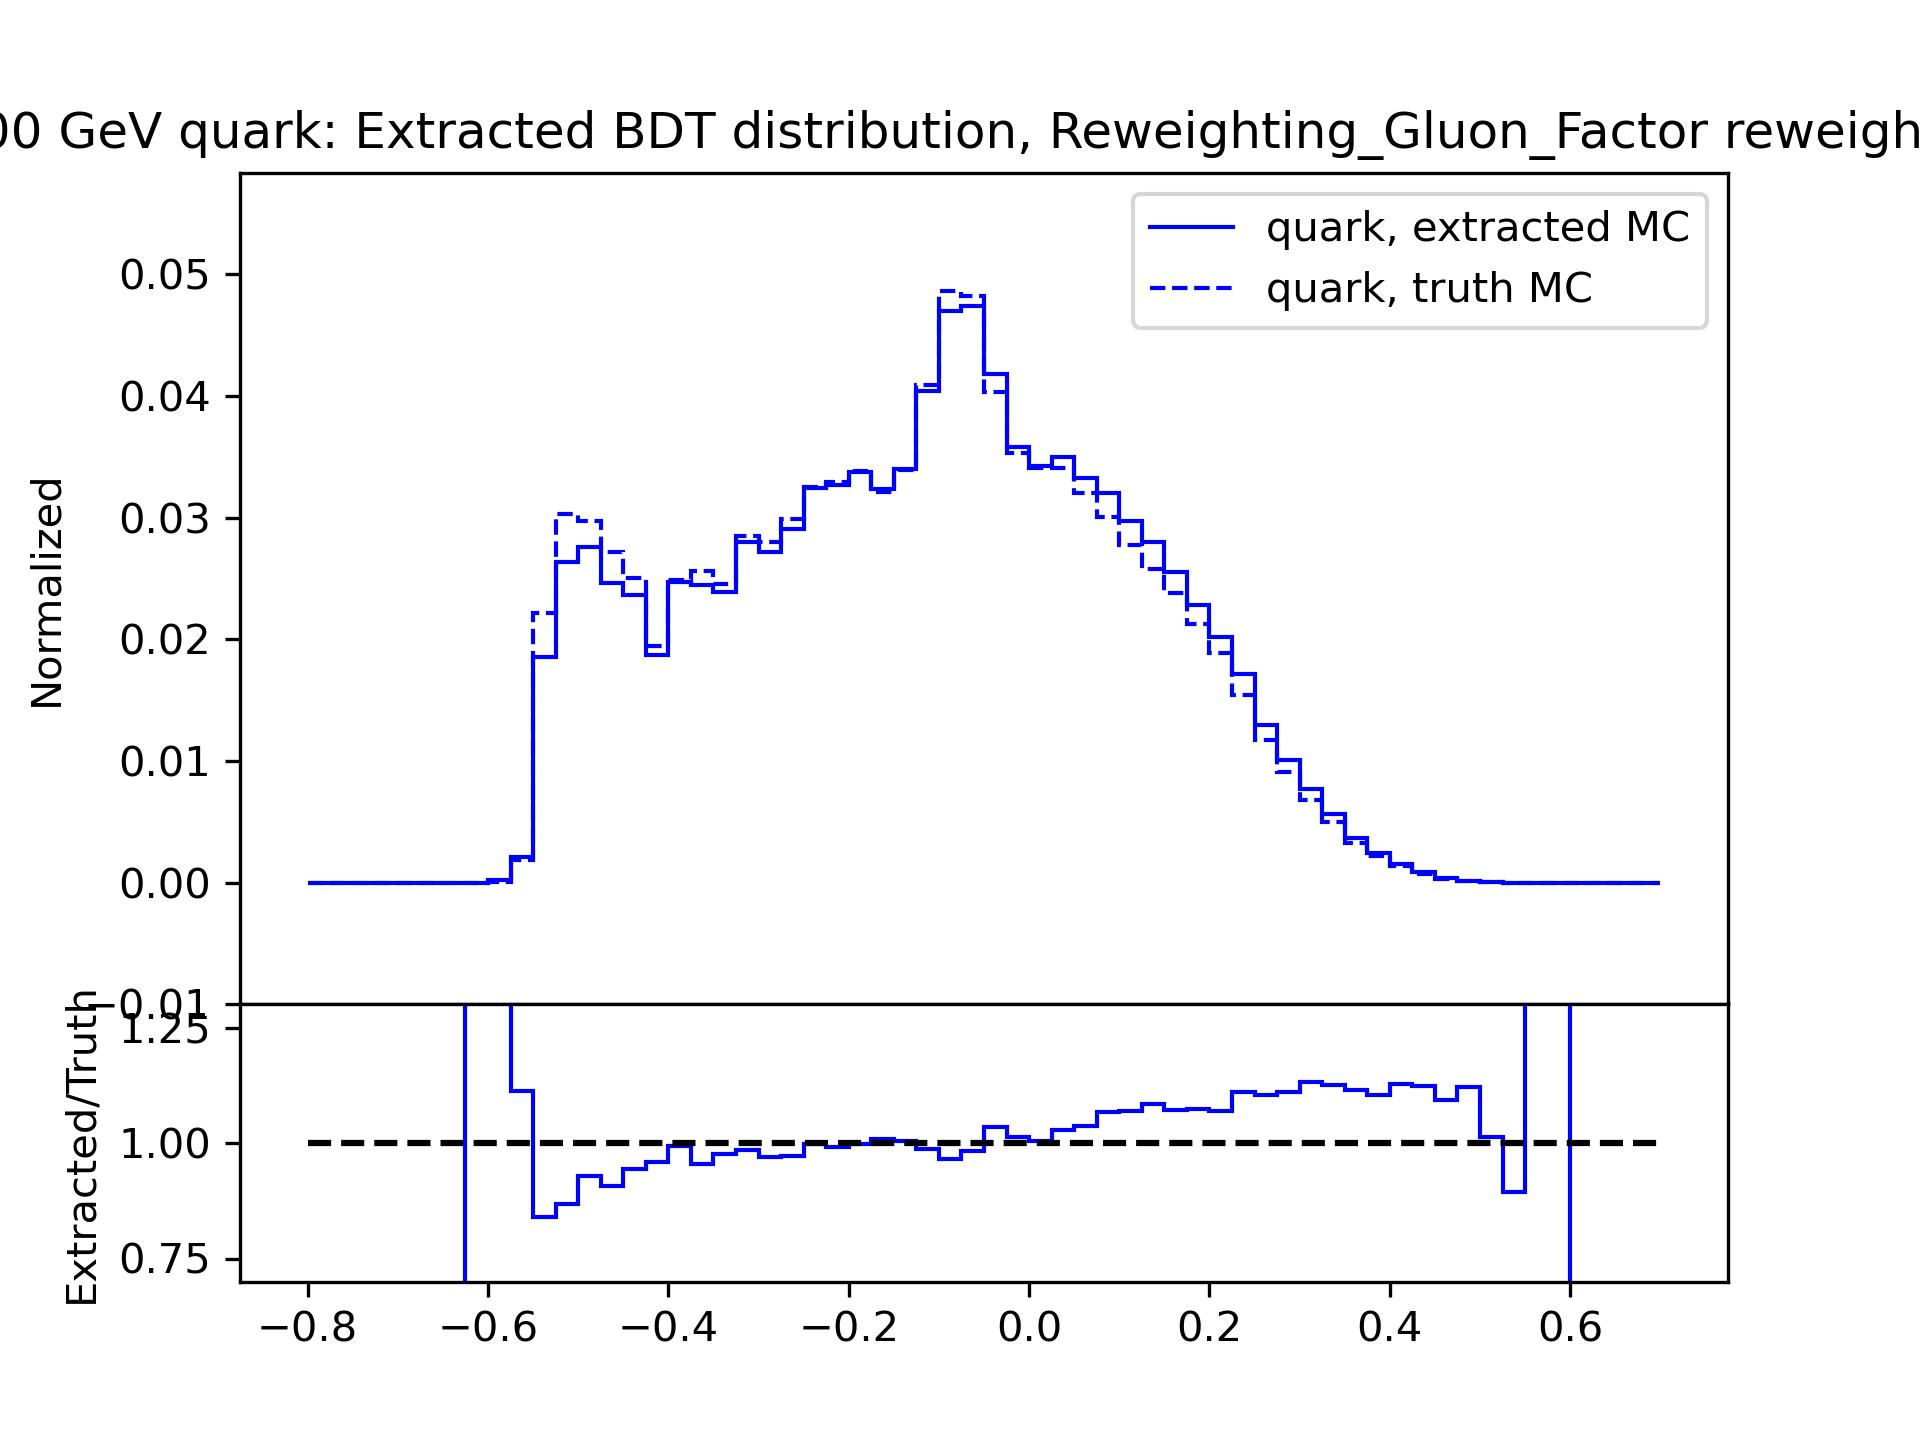 00 GeV quark: Extracted BDT distribution, Reweighting_Gluon_Factor reweigh
quark, extracted MC
quark, truth MC
Normalized
0.05
0.04
0.03
0.02
0.01
0.00
−0.01
Extracted/Truth
1.25
1.00
0.75
−0.8 −0.6 −0.4 −0.2 0.0 0.2 0.4 0.6